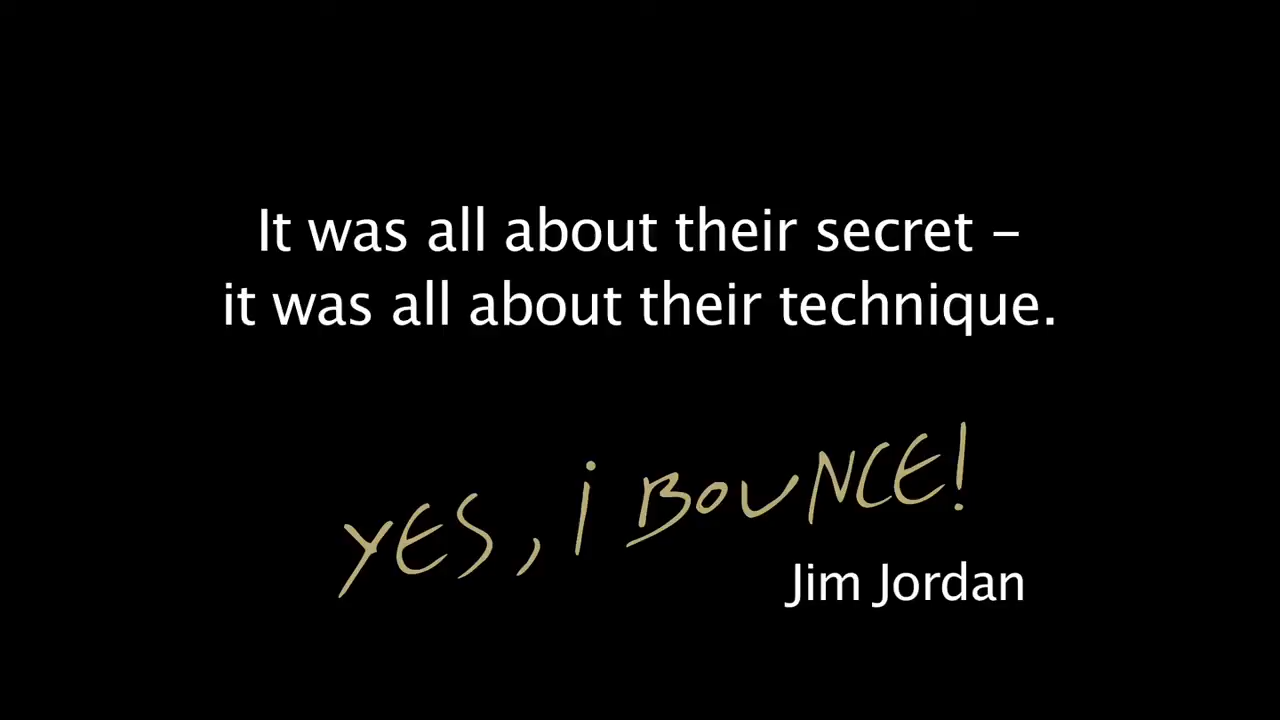 It was all about their secret –
it was all about their technique.
YES, i BOUNCE!
Jim Jordan